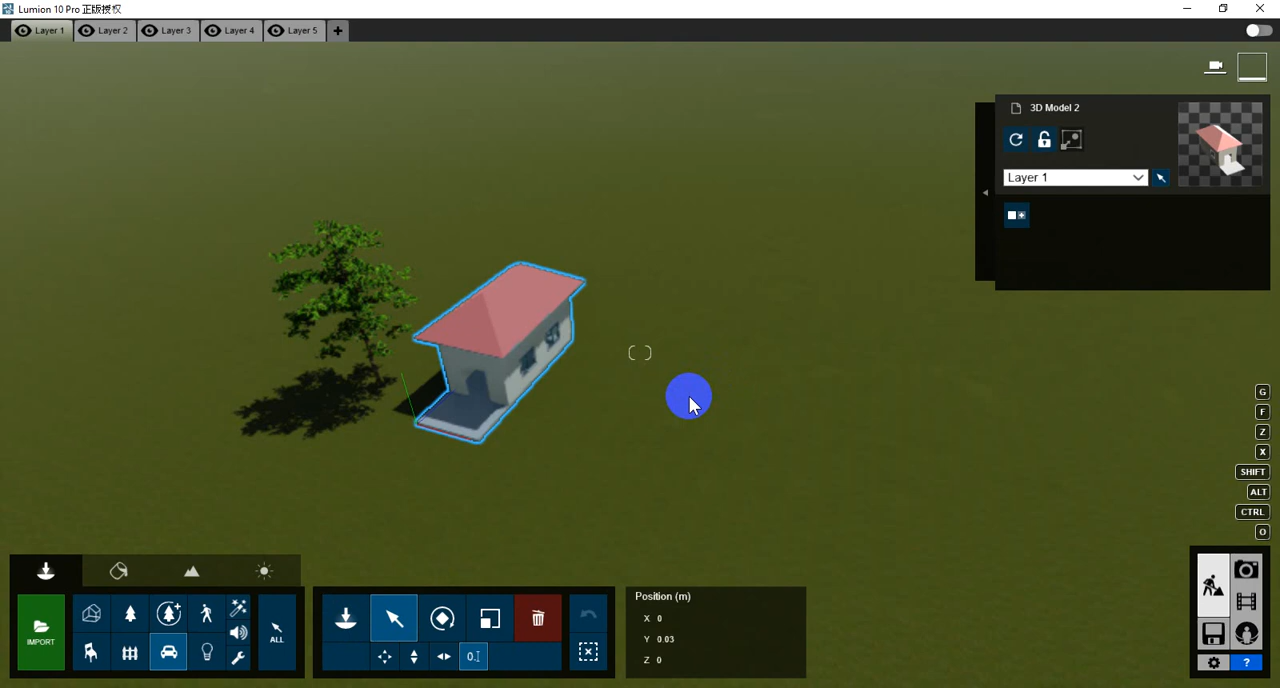 Lumion 10 Pro 正版授权
Layer 1
Layer 2
Layer 3
Layer 4
Layer 5
+
3D Model 2
Layer 1
G
F
Z
X
SHIFT
ALT
CTRL
O
IMPORT
ALL
0.
Position (m)
X 0
Y 0.03
Z 0
?